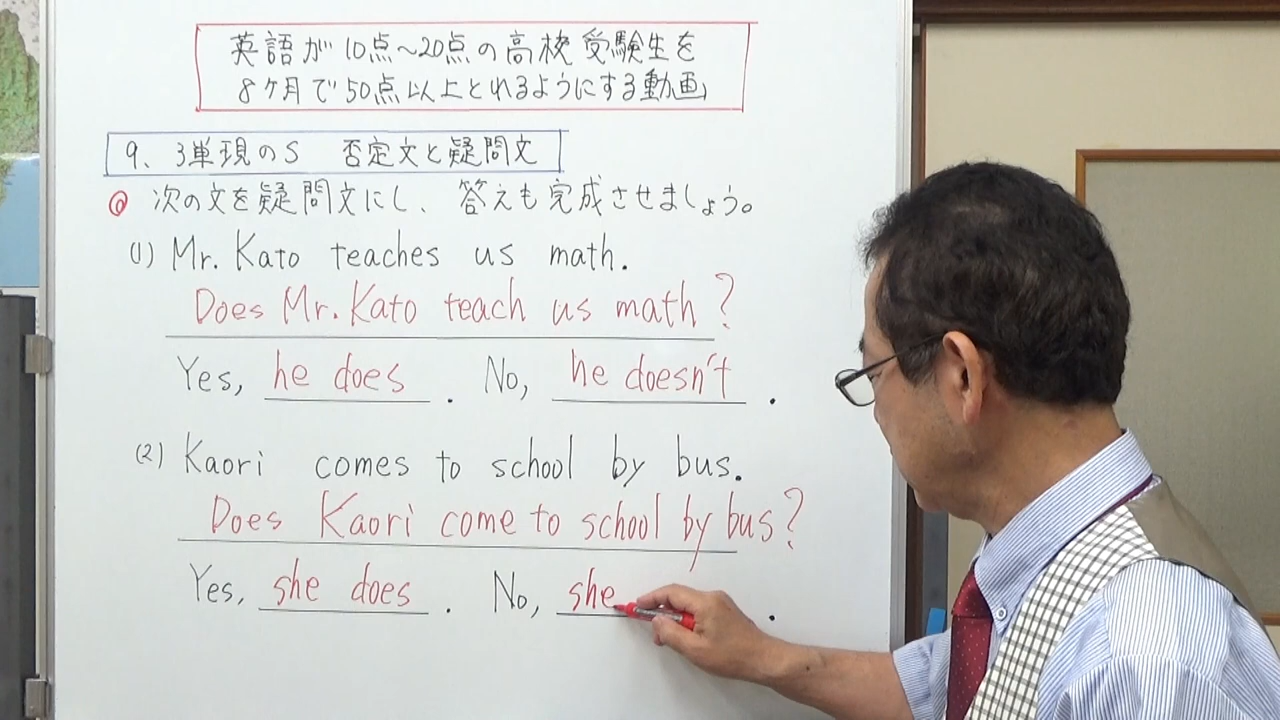 英語が10点~20点の高校受験生を
8ヶ月で50点以上とれるようにする動画
9、3単現のS 否定文と疑問文
Q 次の文を疑問文にし、答えも完成させましょう。
(1) Mr. Kato teaches us math.
Does Mr. Kato teach us math?
Yes, he does. No, he doesn't.
(2) Kaori comes to school by bus.
Does Kaori come to school by bus?
Yes, she does. No, she .